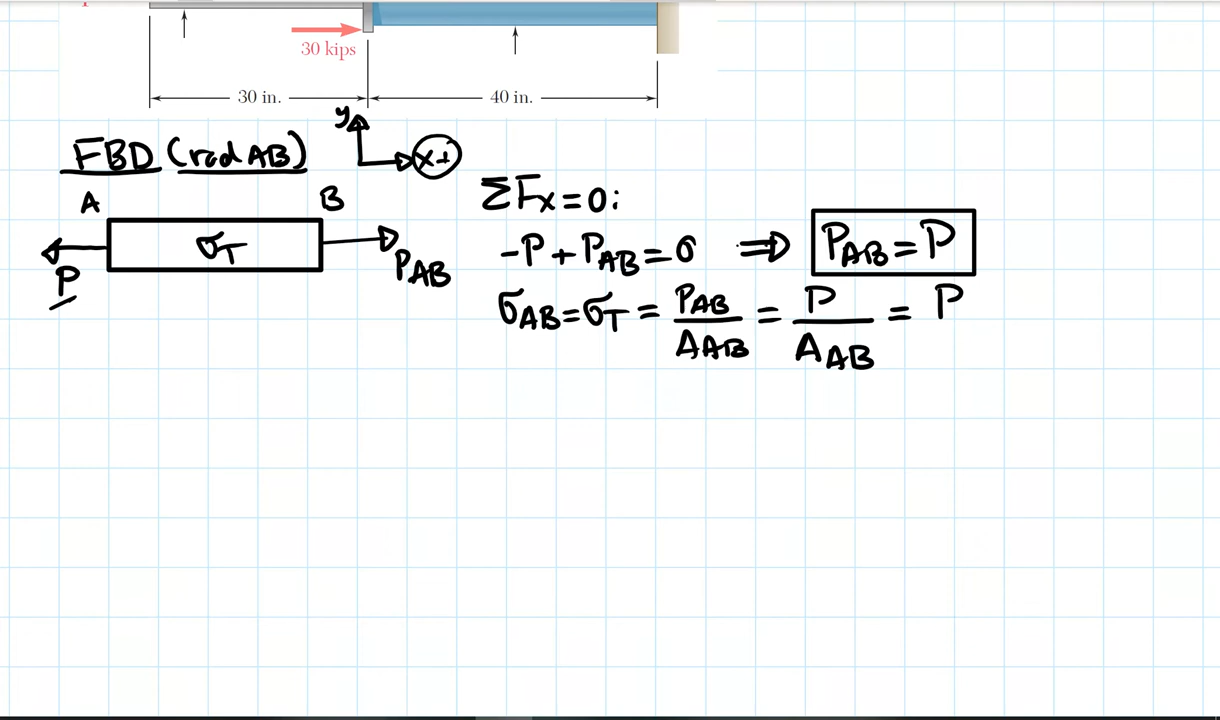 30 kips
30 in.
40 in.
FBD (rod AB)
y
x+
A
B
σT
P
PAB
ΣFx = 0:
-P + PAB = 0 ⇒ PAB = P
σAB = σT = PAB / AAB = P / AAB = P